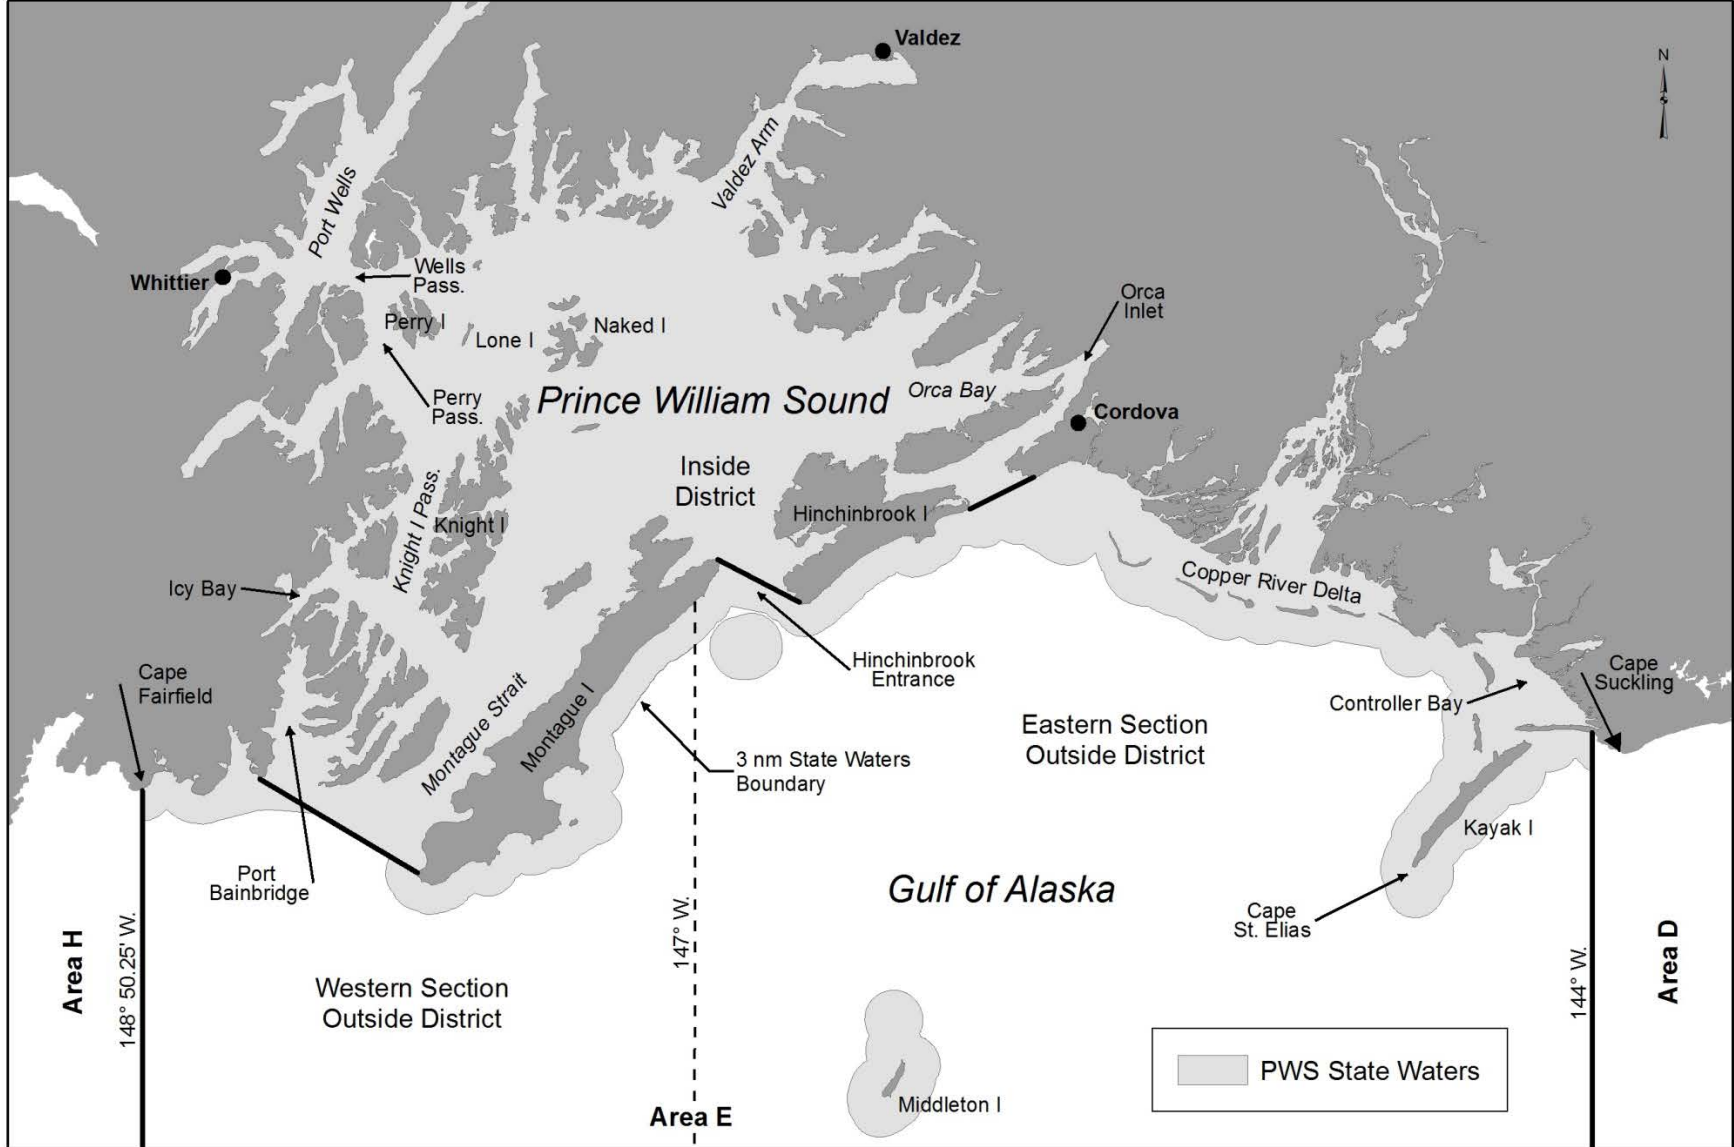 Valdez
N
Valdez Arm
Port Wells
Whittier
Wells
Pass.
Orca
Inlet
Perry I
Lone I
Naked I
Perry
Pass.
Prince William Sound
Orca Bay
Cordova
Inside
District
Knight I Pass.
Knight I
Hinchinbrook I
Icy Bay
Copper River Delta
Cape
Fairfield
Hinchinbrook
Entrance
Cape
Suckling
Controller Bay
Montague Strait
Montague I
Eastern Section
Outside District
3 nm State Waters
Boundary
Kayak I
Port
Bainbridge
Gulf of Alaska
Cape
St. Elias
Area H
148° 50.25' W.
147° W.
144° W.
Area D
Western Section
Outside District
PWS State Waters
Middleton I
Area E